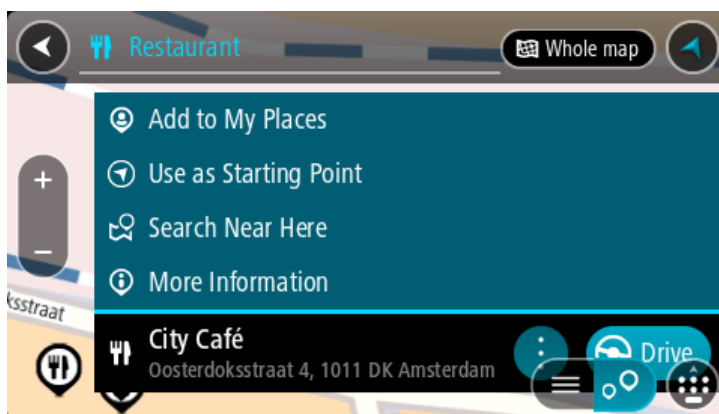 Restaurant
Whole map
Add to My Places
Use as Starting Point
+
Search Near Here
–
More Information
ksstraat
City Café
Drive
Oosterdoksstraat 4, 1011 DK Amsterdam